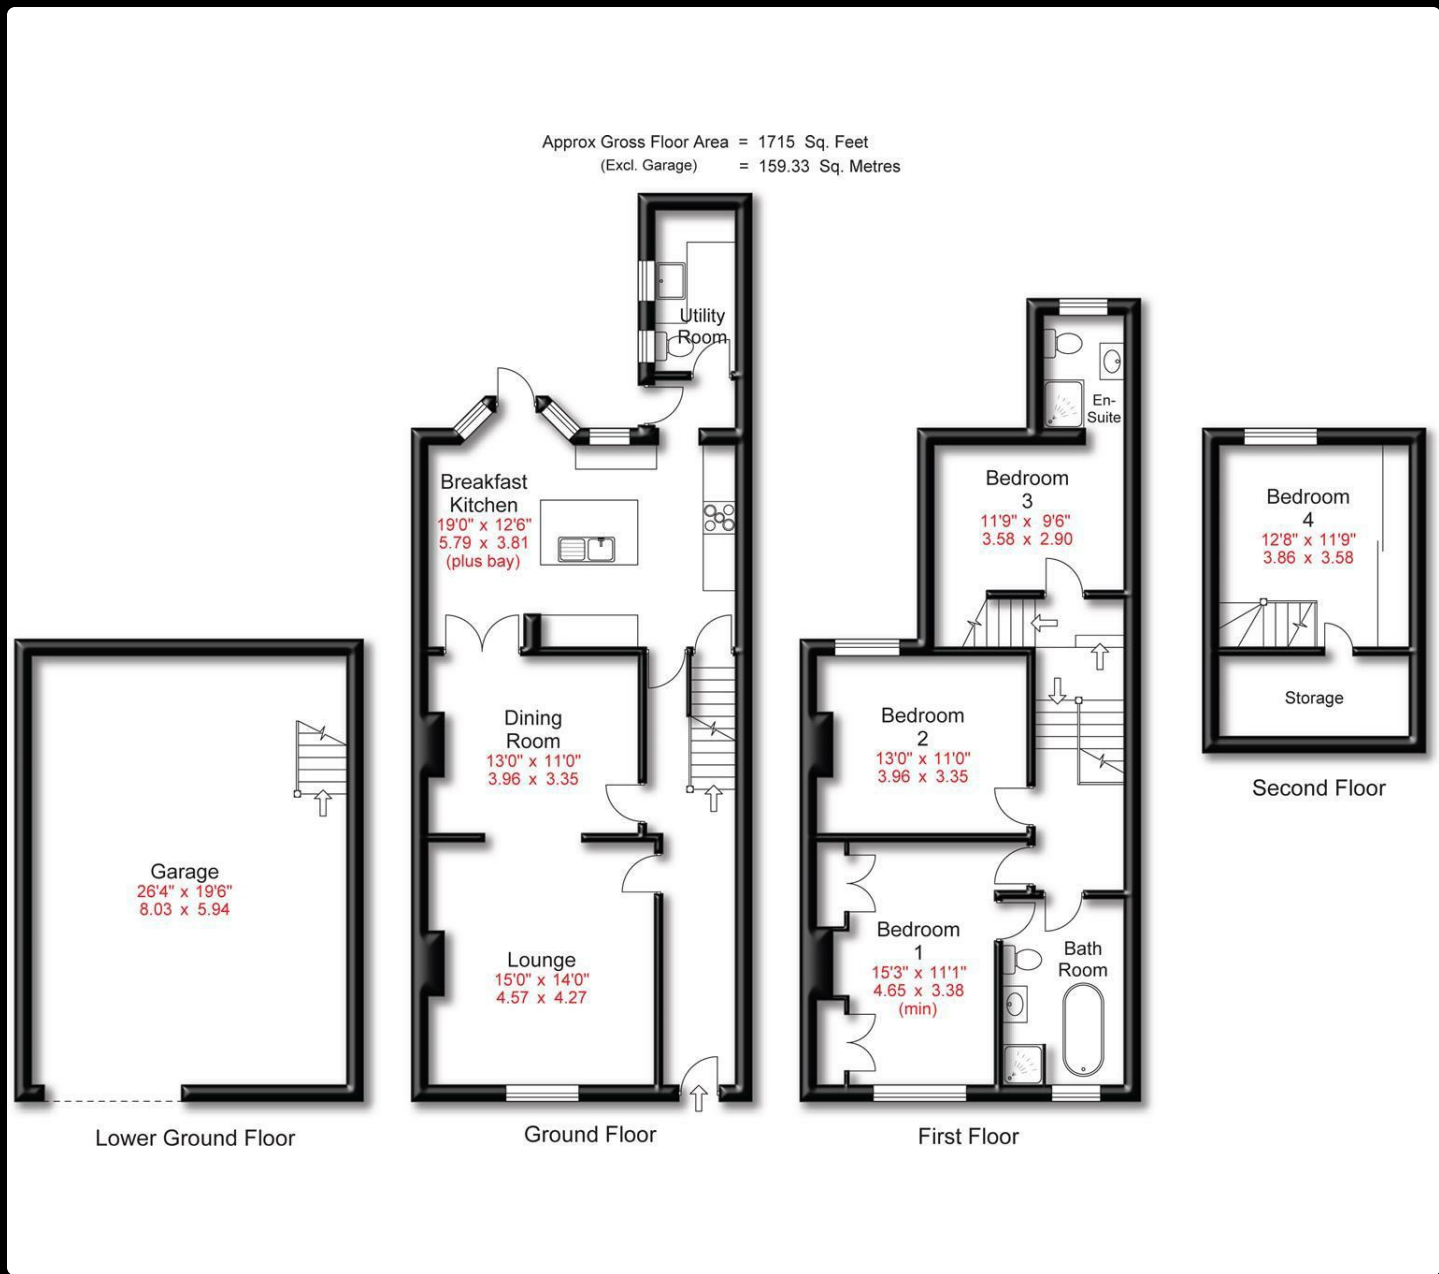 Approx Gross Floor Area = 1715 Sq. Feet
(Excl. Garage) = 159.33 Sq. Metres
Utility
Room
Breakfast
Kitchen
19'0" x 12'6"
5.79 x 3.81
(plus bay)
Dining
Room
13'0" x 11'0"
3.96 x 3.35
Lounge
15'0" x 14'0"
4.57 x 4.27
Ground Floor
Garage
26'4" x 19'6"
8.03 x 5.94
Lower Ground Floor
En-
Suite
Bedroom
3
11'9" x 9'6"
3.58 x 2.90
Bedroom
2
13'0" x 11'0"
3.96 x 3.35
Bedroom
1
15'3" x 11'1"
4.65 x 3.38
(min)
Bath
Room
First Floor
Bedroom
4
12'8" x 11'9"
3.86 x 3.58
Storage
Second Floor